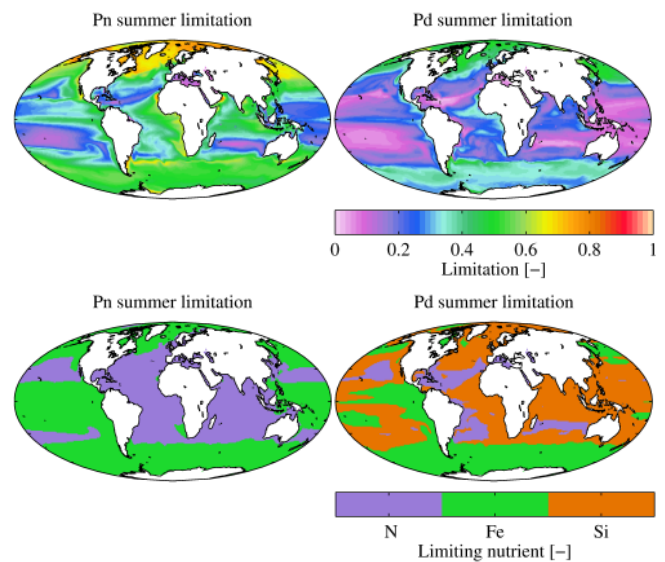 Pn summer limitation
Pd summer limitation
0 0.2 0.4 0.6 0.8 1
Limitation [−]
Pn summer limitation
Pd summer limitation
N Fe Si
Limiting nutrient [−]